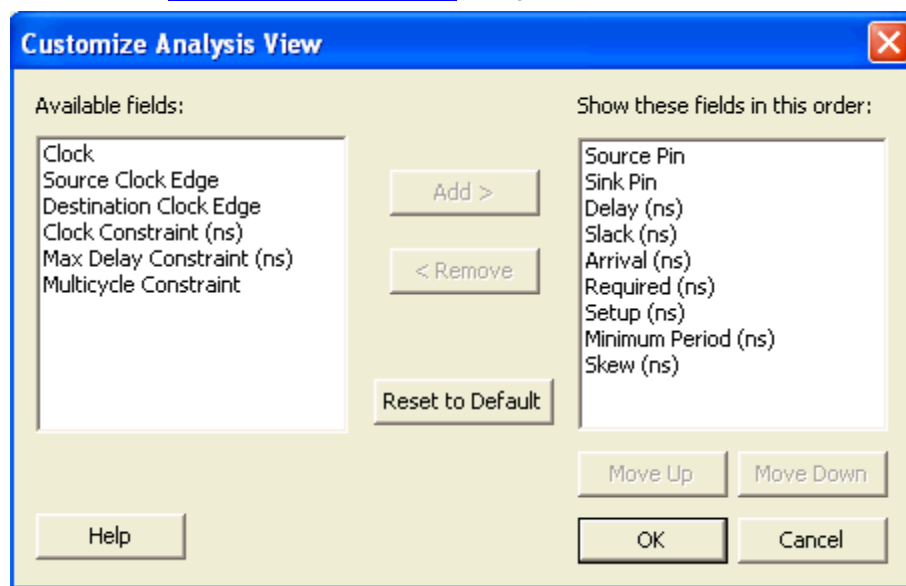 Customize Analysis View
Available fields:
Clock
Source Clock Edge
Destination Clock Edge
Clock Constraint (ns)
Max Delay Constraint (ns)
Multicycle Constraint
Add >
< Remove
Reset to Default
Show these fields in this order:
Source Pin
Sink Pin
Delay (ns)
Slack (ns)
Arrival (ns)
Required (ns)
Setup (ns)
Minimum Period (ns)
Skew (ns)
Move Up
Move Down
Help
OK
Cancel